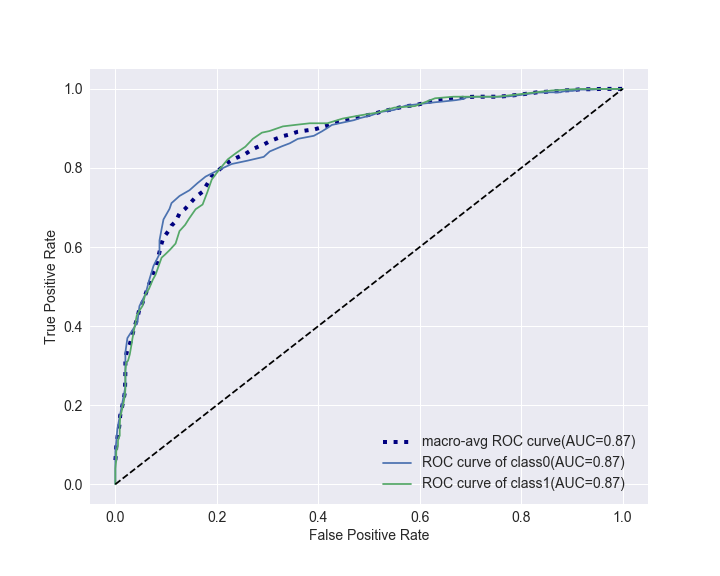 1.0
0.8
0.6
0.4
0.2
0.0
True Positive Rate
macro-avg ROC curve(AUC=0.87)
ROC curve of class0(AUC=0.87)
ROC curve of class1(AUC=0.87)
0.0 0.2 0.4 0.6 0.8 1.0
False Positive Rate